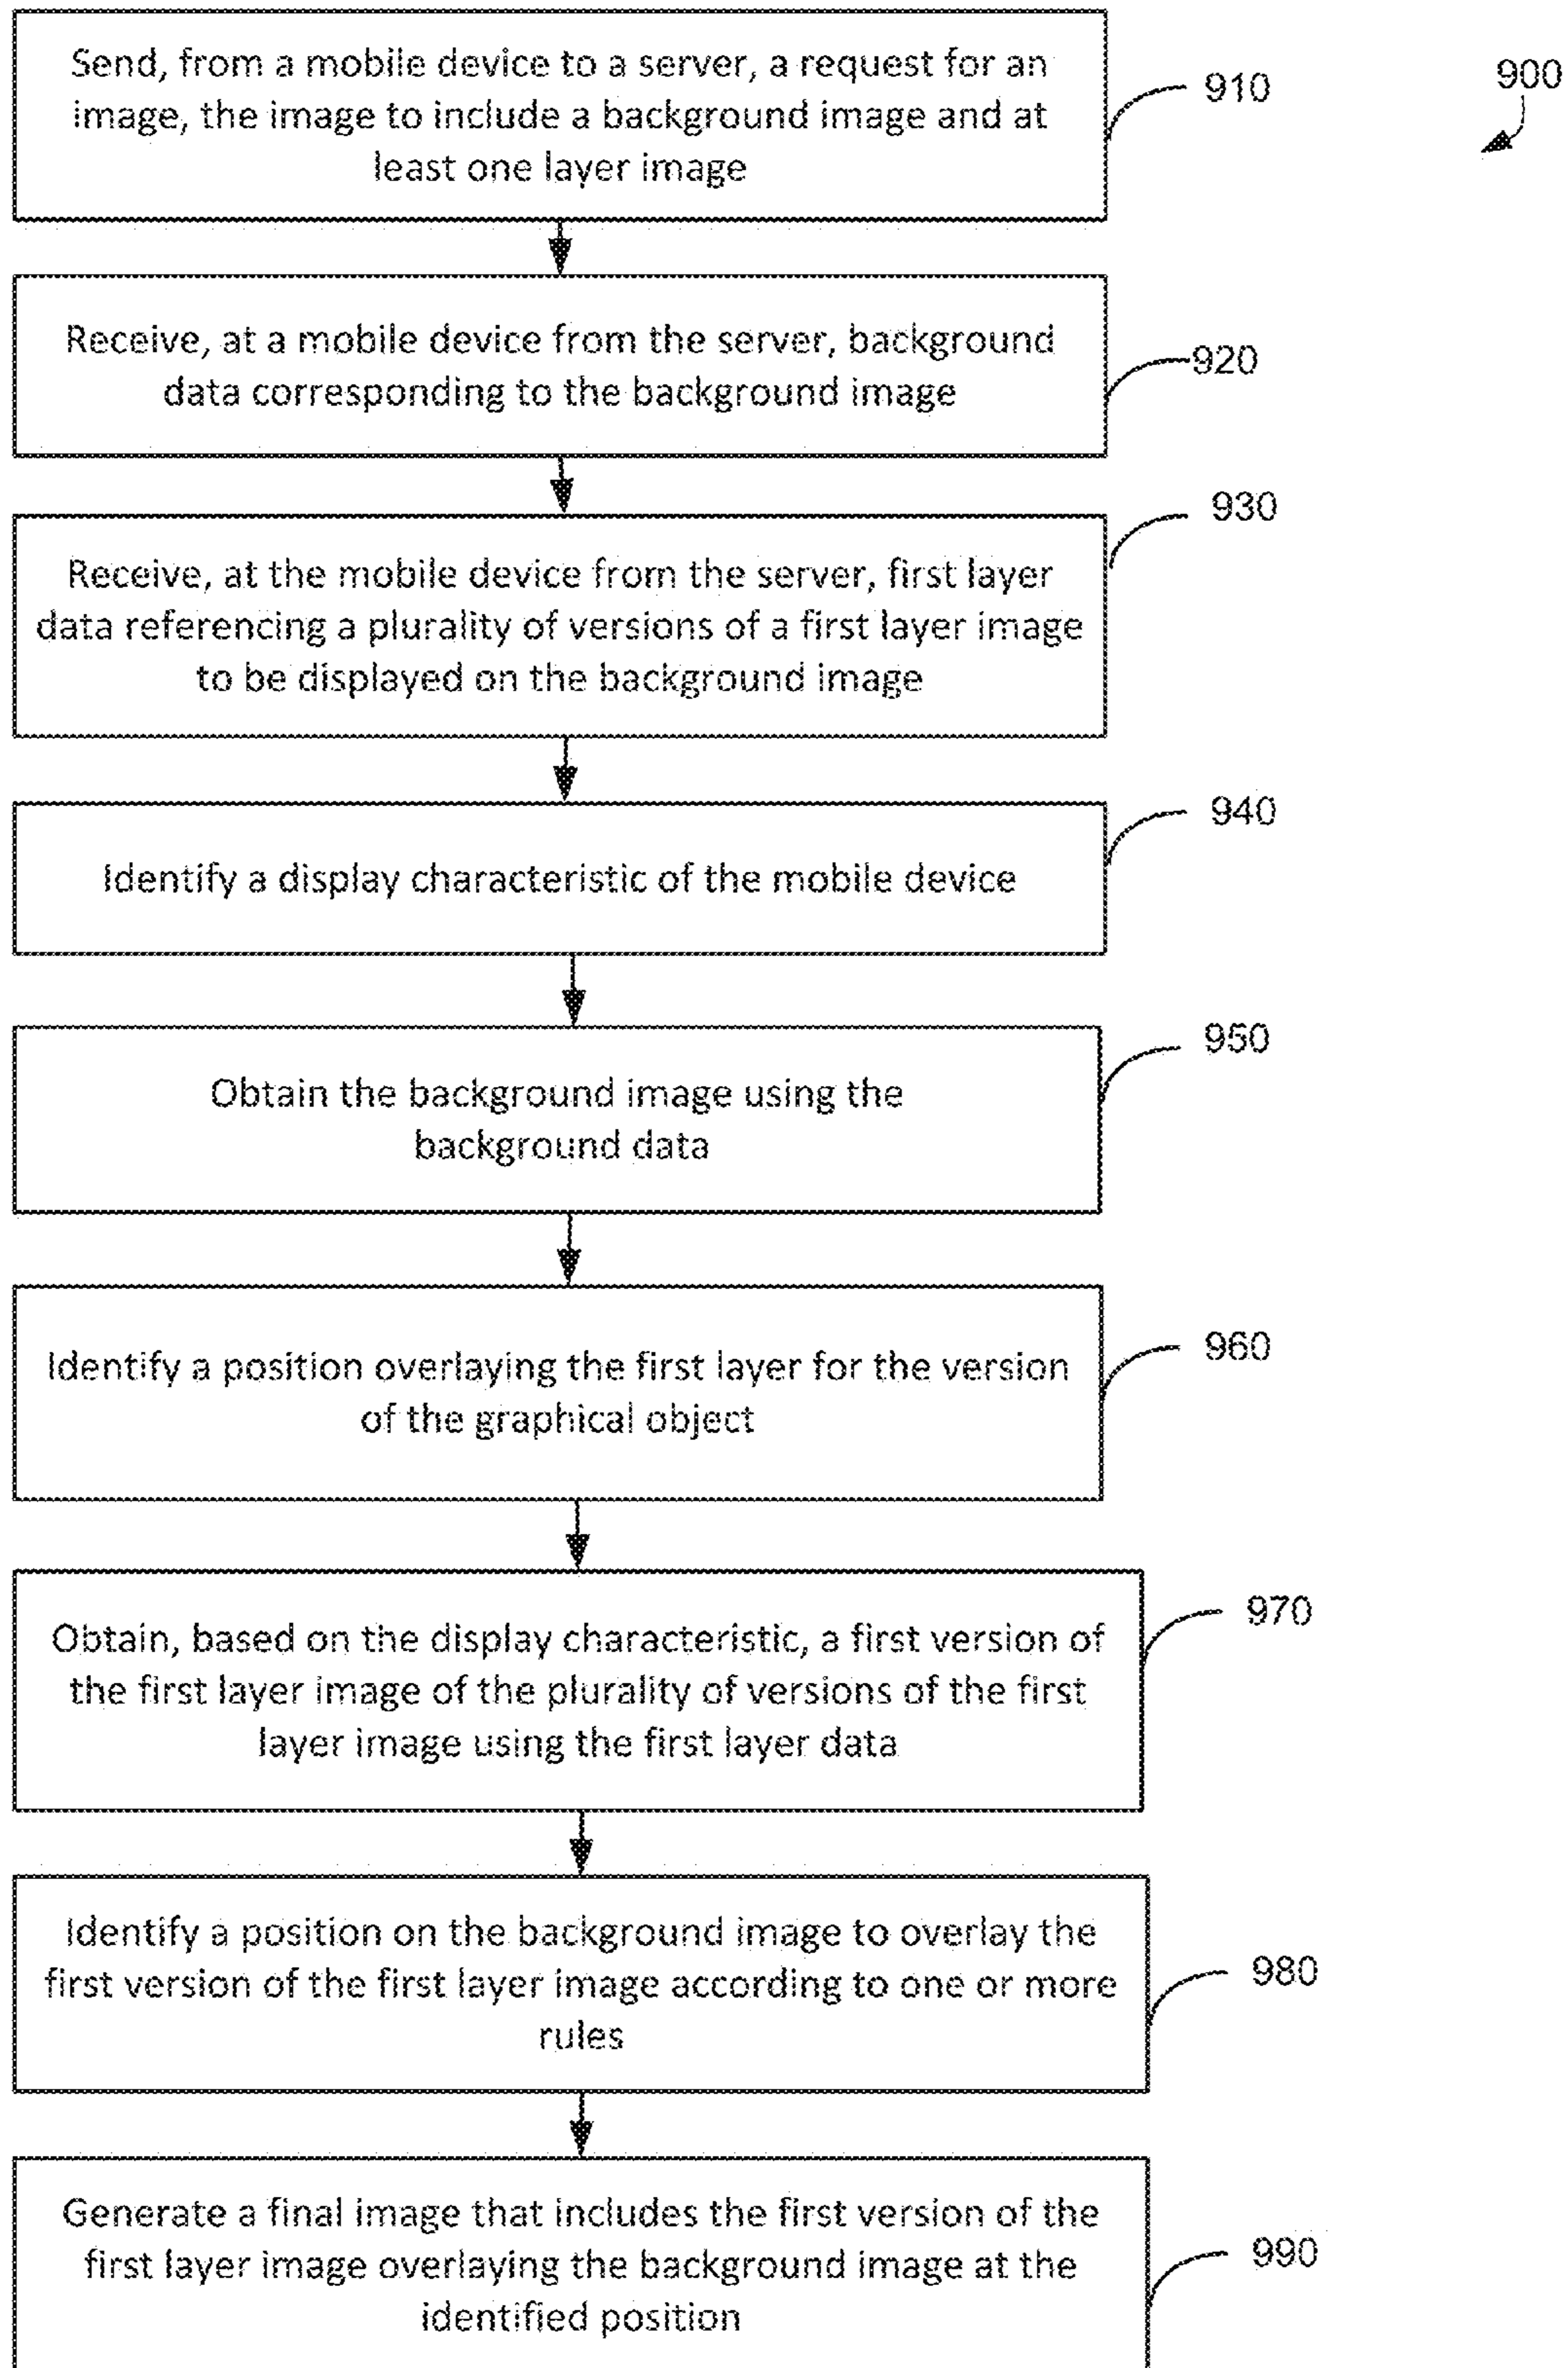 900
Send, from a mobile device to a server, a request for an
image, the image to include a background image and at
least one layer image
910
Receive, at a mobile device from the server, background
data corresponding to the background image
920
Receive, at the mobile device from the server, first layer
data referencing a plurality of versions of a first layer image
to be displayed on the background image
930
Identify a display characteristic of the mobile device
940
Obtain the background image using the
background data
950
Identify a position overlaying the first layer for the version
of the graphical object
960
Obtain, based on the display characteristic, a first version of
the first layer image of the plurality of versions of the first
layer image using the first layer data
970
Identify a position on the background image to overlay the
first version of the first layer image according to one or more
rules
980
Generate a final image that includes the first version of the
first layer image overlaying the background image at the
identified position
990